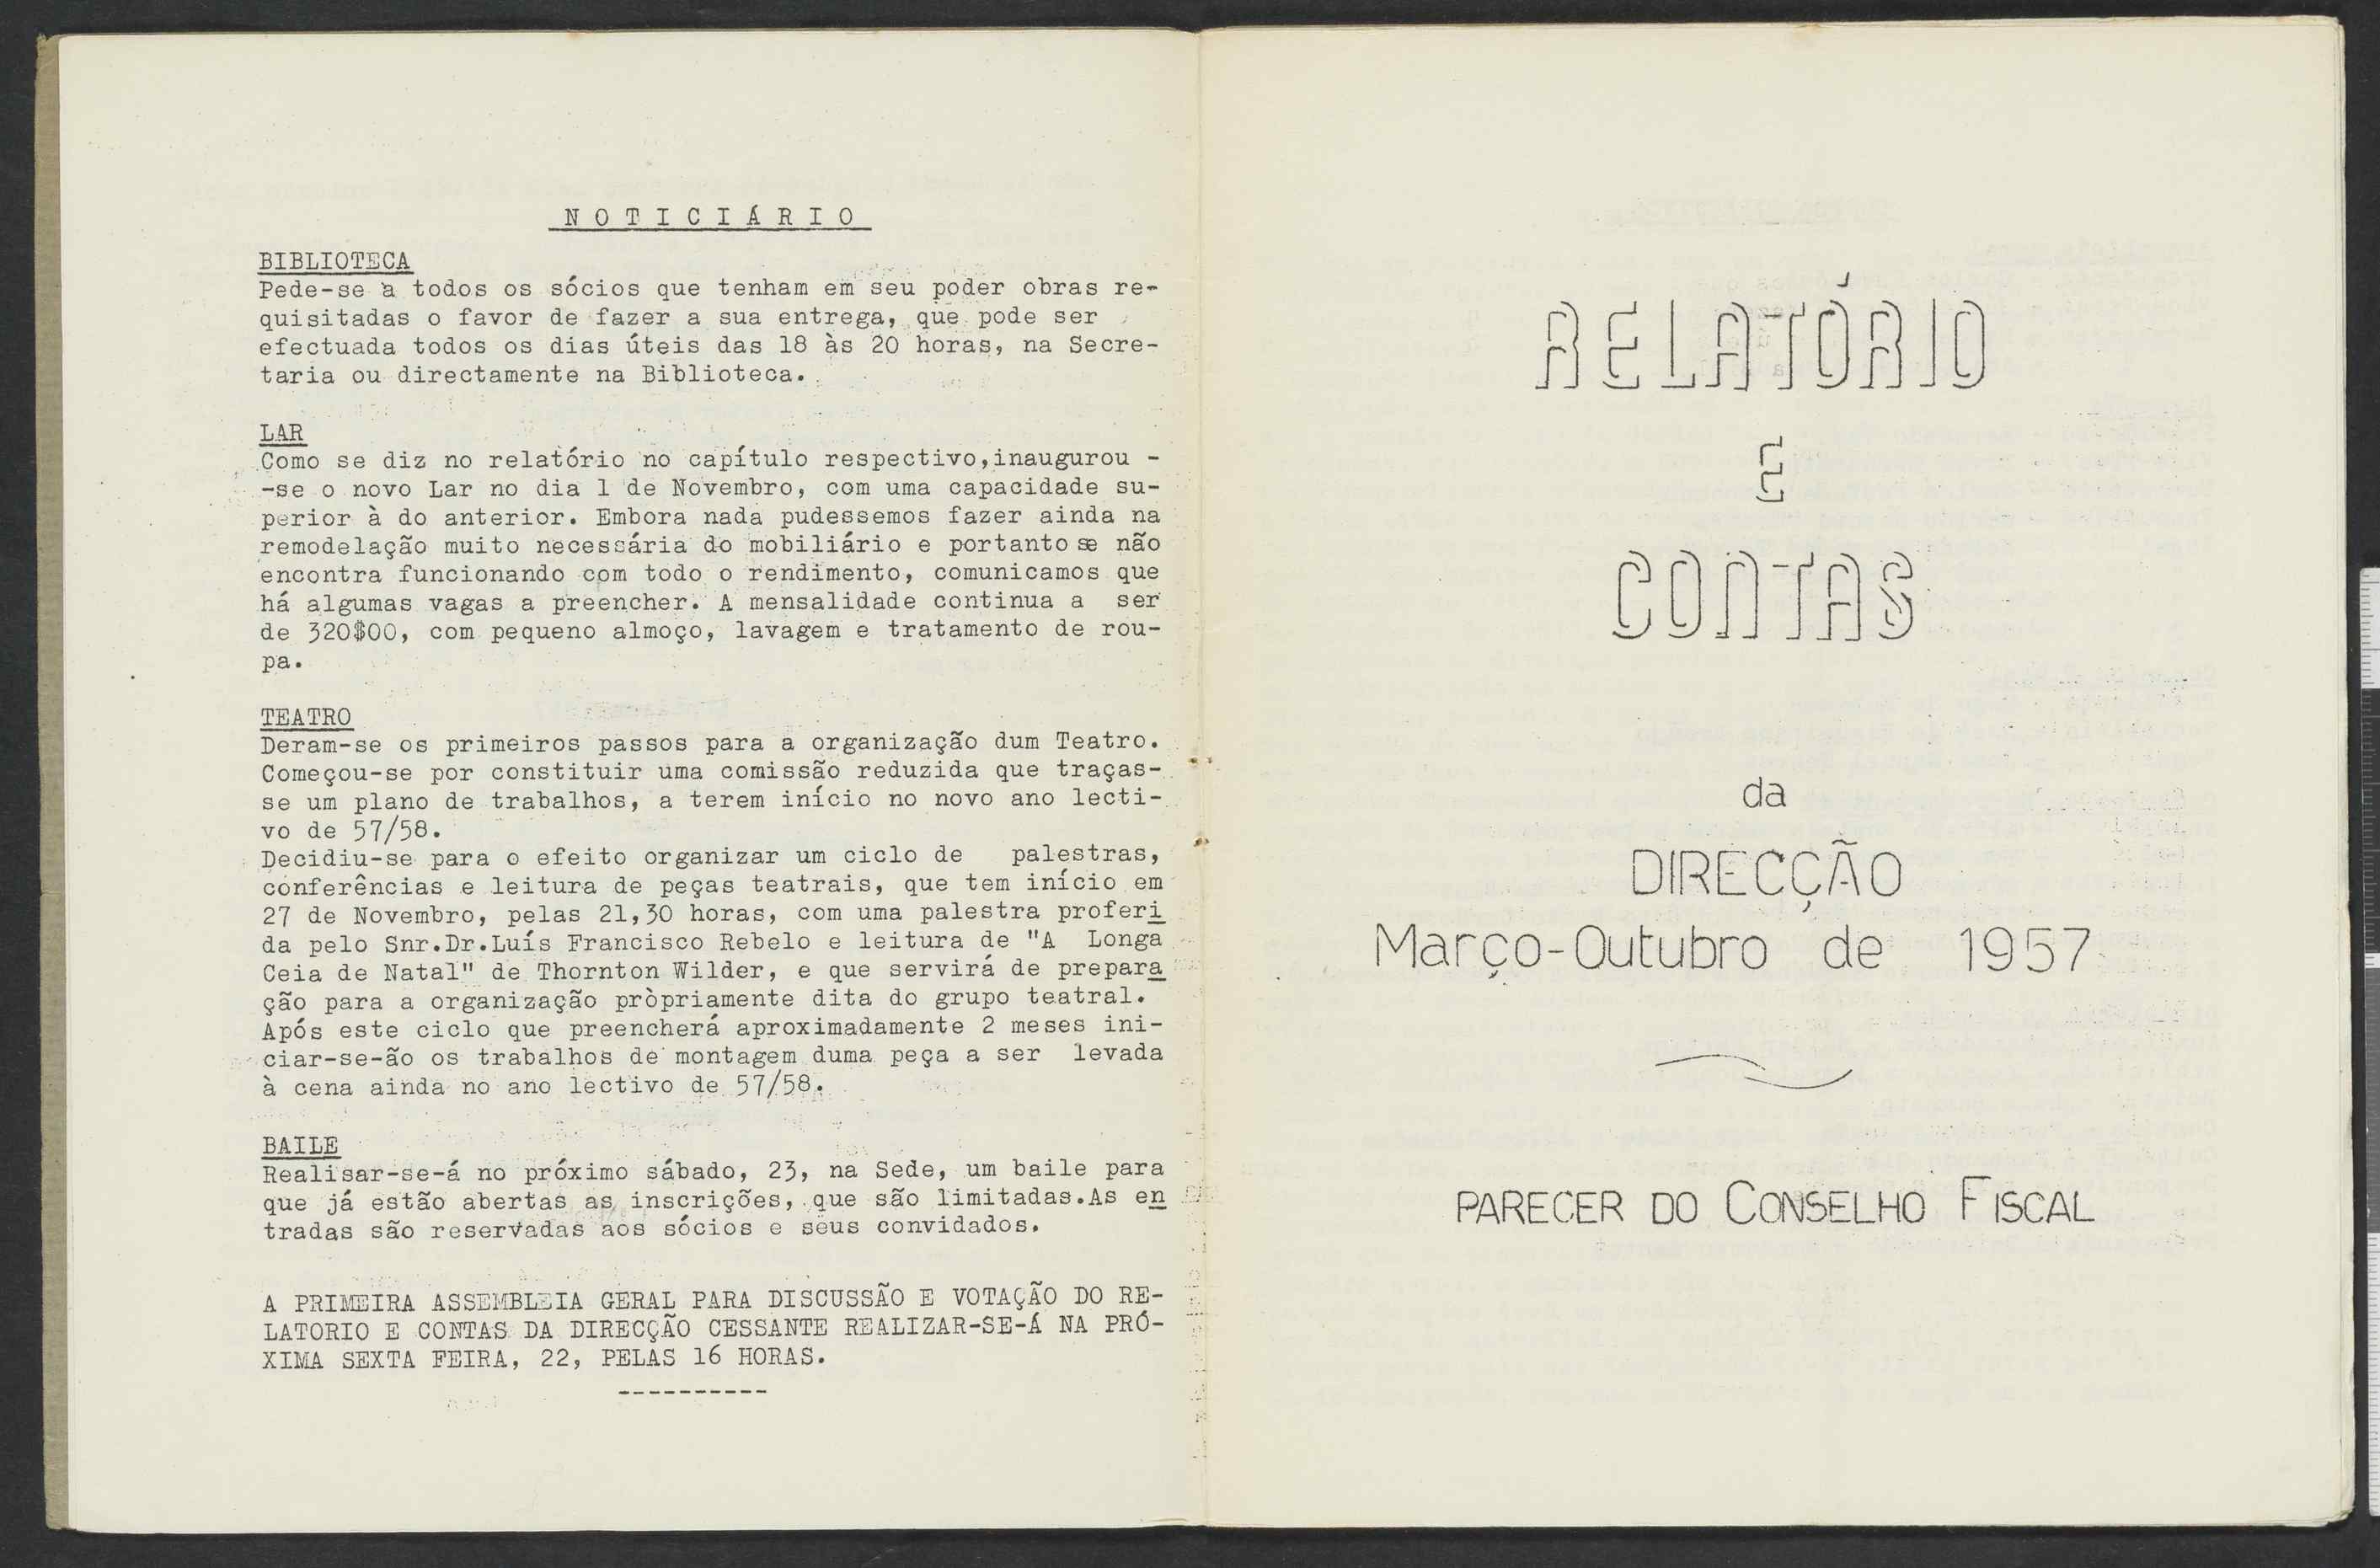 NOTICIÁRIO
BIBLIOTECA
Pede-se a todos os sócios que tenham em seu poder obras re-
quisitadas o favor de fazer a sua entrega, que pode ser
efectuada todos os dias úteis das 18 às 20 horas, na Secre-
taria ou directamente na Biblioteca.
LAR
Como se diz no relatório no capítulo respectivo,inaugurou -
-se o novo Lar no dia 1 de Novembro, com uma capacidade su-
perior à do anterior. Embora nada pudessemos fazer ainda na
remodelação muito necessária do mobiliário e portanto se não
encontra funcionando com todo o rendimento, comunicamos que
há algumas vagas a preencher. A mensalidade continua a ser
de 320$00, com pequeno almoço, lavagem e tratamento de rou-
pa.
TEATRO
Deram-se os primeiros passos para a organização dum Teatro.
Começou-se por constituir uma comissão reduzida que traças-
se um plano de trabalhos, a terem início no novo ano lecti-
vo de 57/58.
Decidiu-se para o efeito organizar um ciclo de palestras,
conferências e leitura de peças teatrais, que tem início em
27 de Novembro, pelas 21,30 horas, com uma palestra proferi
da pelo Snr.Dr.Luís Francisco Rebelo e leitura de "A Longa
Ceia de Natal" de Thornton Wilder, e que servirá de prepara
ção para a organização pròpriamente dita do grupo teatral.
Após este ciclo que preencherá aproximadamente 2 meses ini-
ciar-se-ão os trabalhos de montagem duma peça a ser levada
à cena ainda no ano lectivo de 57/58.
BAILE
Realisar-se-á no próximo sábado, 23, na Sede, um baile para
que já estão abertas as inscrições, que são limitadas.As en
tradas são reservadas aos sócios e seus convidados.
A PRIMEIRA ASSEMBLEIA GERAL PARA DISCUSSÃO E VOTAÇÃO DO RE-
LATORIO E CONTAS DA DIRECÇÃO CESSANTE REALIZAR-SE-Á NA PRÓ-
XIMA SEXTA FEIRA, 22, PELAS 16 HORAS.
----------
RELATÓRIO
E
CONTAS
da
DIRECÇÃO
Março-Outubro de 1957
PARECER DO CONSELHO FISCAL